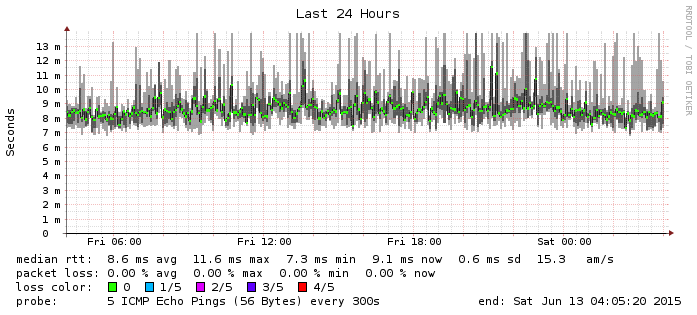 Last 24 Hours
RRDTOOL / TOBI OETIKER
Seconds
13 m
12 m
11 m
10 m
9 m
8 m
7 m
6 m
5 m
4 m
3 m
2 m
1 m
0
Fri 06:00 Fri 12:00 Fri 18:00 Sat 00:00
median rtt: 8.6 ms avg 11.6 ms max 7.3 ms min 9.1 ms now 0.6 ms sd 15.3 am/s
packet loss: 0.00 % avg 0.00 % max 0.00 % min 0.00 % now
loss color: 0 1/5 2/5 3/5 4/5
probe: 5 ICMP Echo Pings (56 Bytes) every 300s end: Sat Jun 13 04:05:20 2015